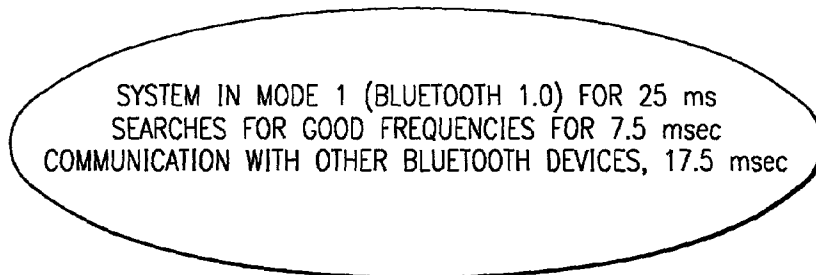 SYSTEM IN MODE 1 (BLUETOOTH 1.0) FOR 25 ms
SEARCHES FOR GOOD FREQUENCIES FOR 7.5 msec
COMMUNICATION WITH OTHER BLUETOOTH DEVICES, 17.5 msec